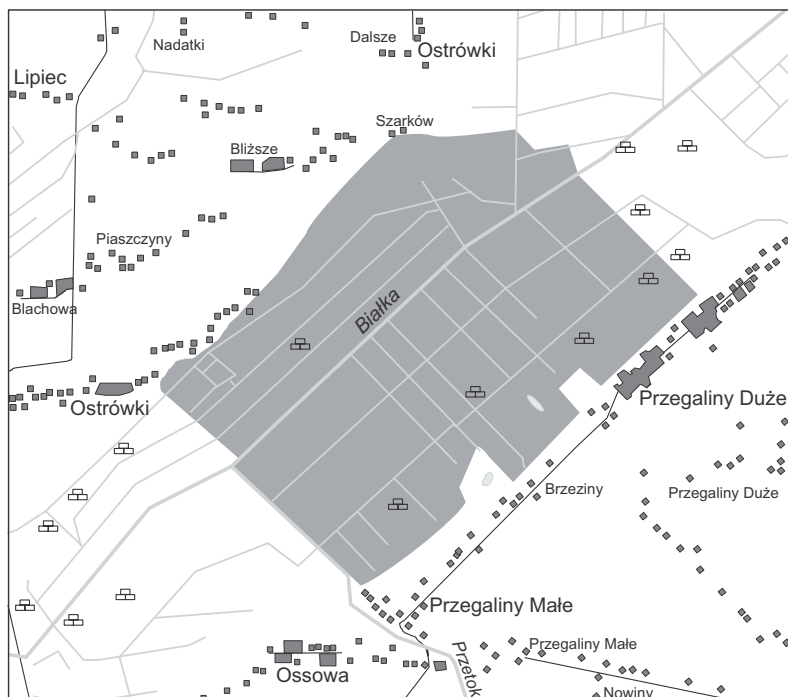 Nadatki
Dalsze
Ostrówki
Lipiec
Szarków
Bliższe
Piaszczyny
Blachowa
Białka
Ostrówki
Przegaliny Duże
Brzeziny
Przegaliny Duże
Przegaliny Małe
Przegaliny Małe
Przetok
Ossowa
Nowiny